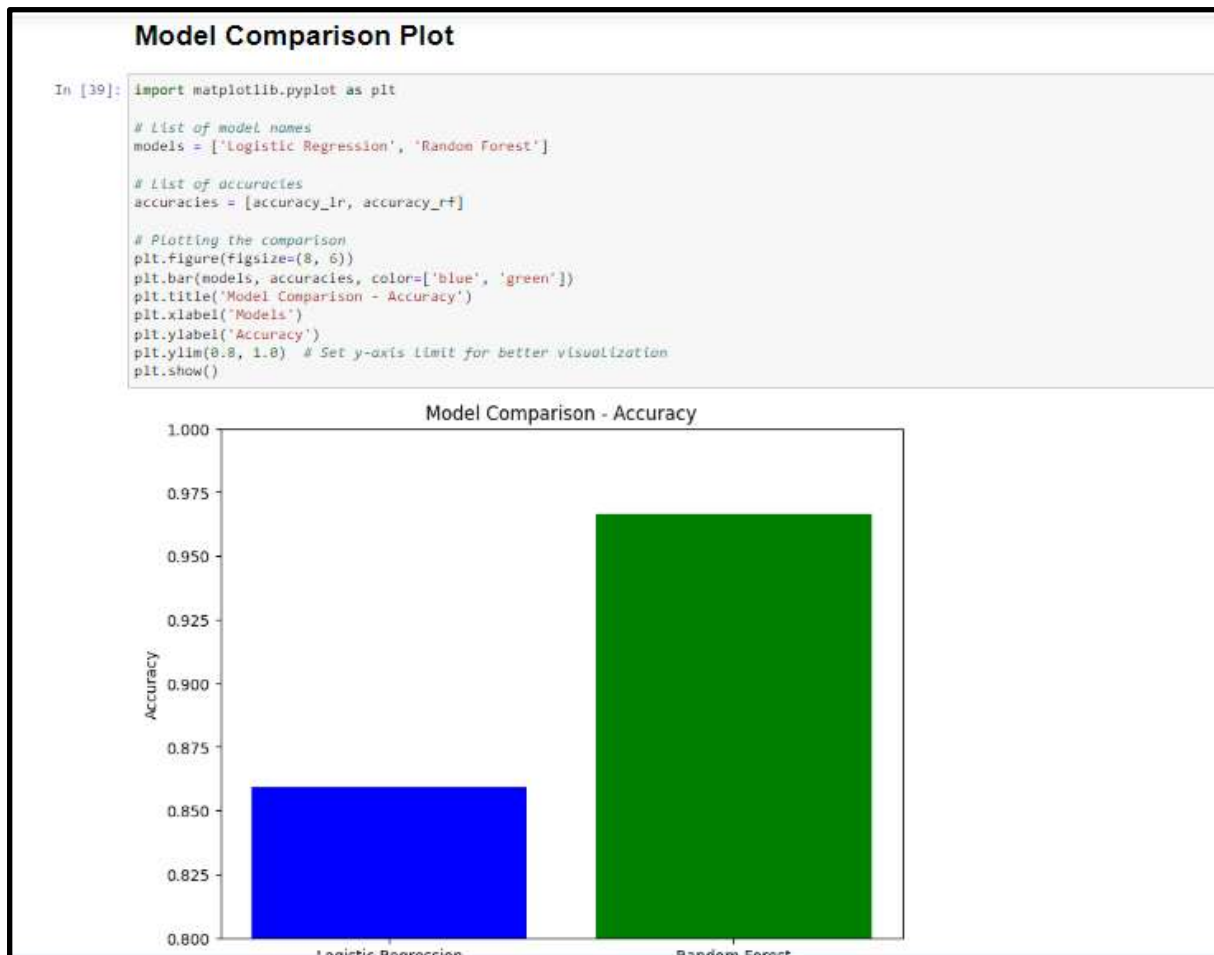 Model Comparison Plot
In [39]: import matplotlib.pyplot as plt
# List of model names
models = ['Logistic Regression', 'Random Forest']
# List of accuracies
accuracies = [accuracy_lr, accuracy_rf]
# Plotting the comparison
plt.figure(figsize=(8, 6))
plt.bar(models, accuracies, color=['blue', 'green'])
plt.title('Model Comparison - Accuracy')
plt.xlabel('Models')
plt.ylabel('Accuracy')
plt.ylim(0.8, 1.0)  # Set y-axis limit for better visualization
plt.show()
Model Comparison - Accuracy
1.000
0.975
0.950
0.925
0.900
0.875
0.850
0.825
0.800
Accuracy
Logistic Regression
Random Forest